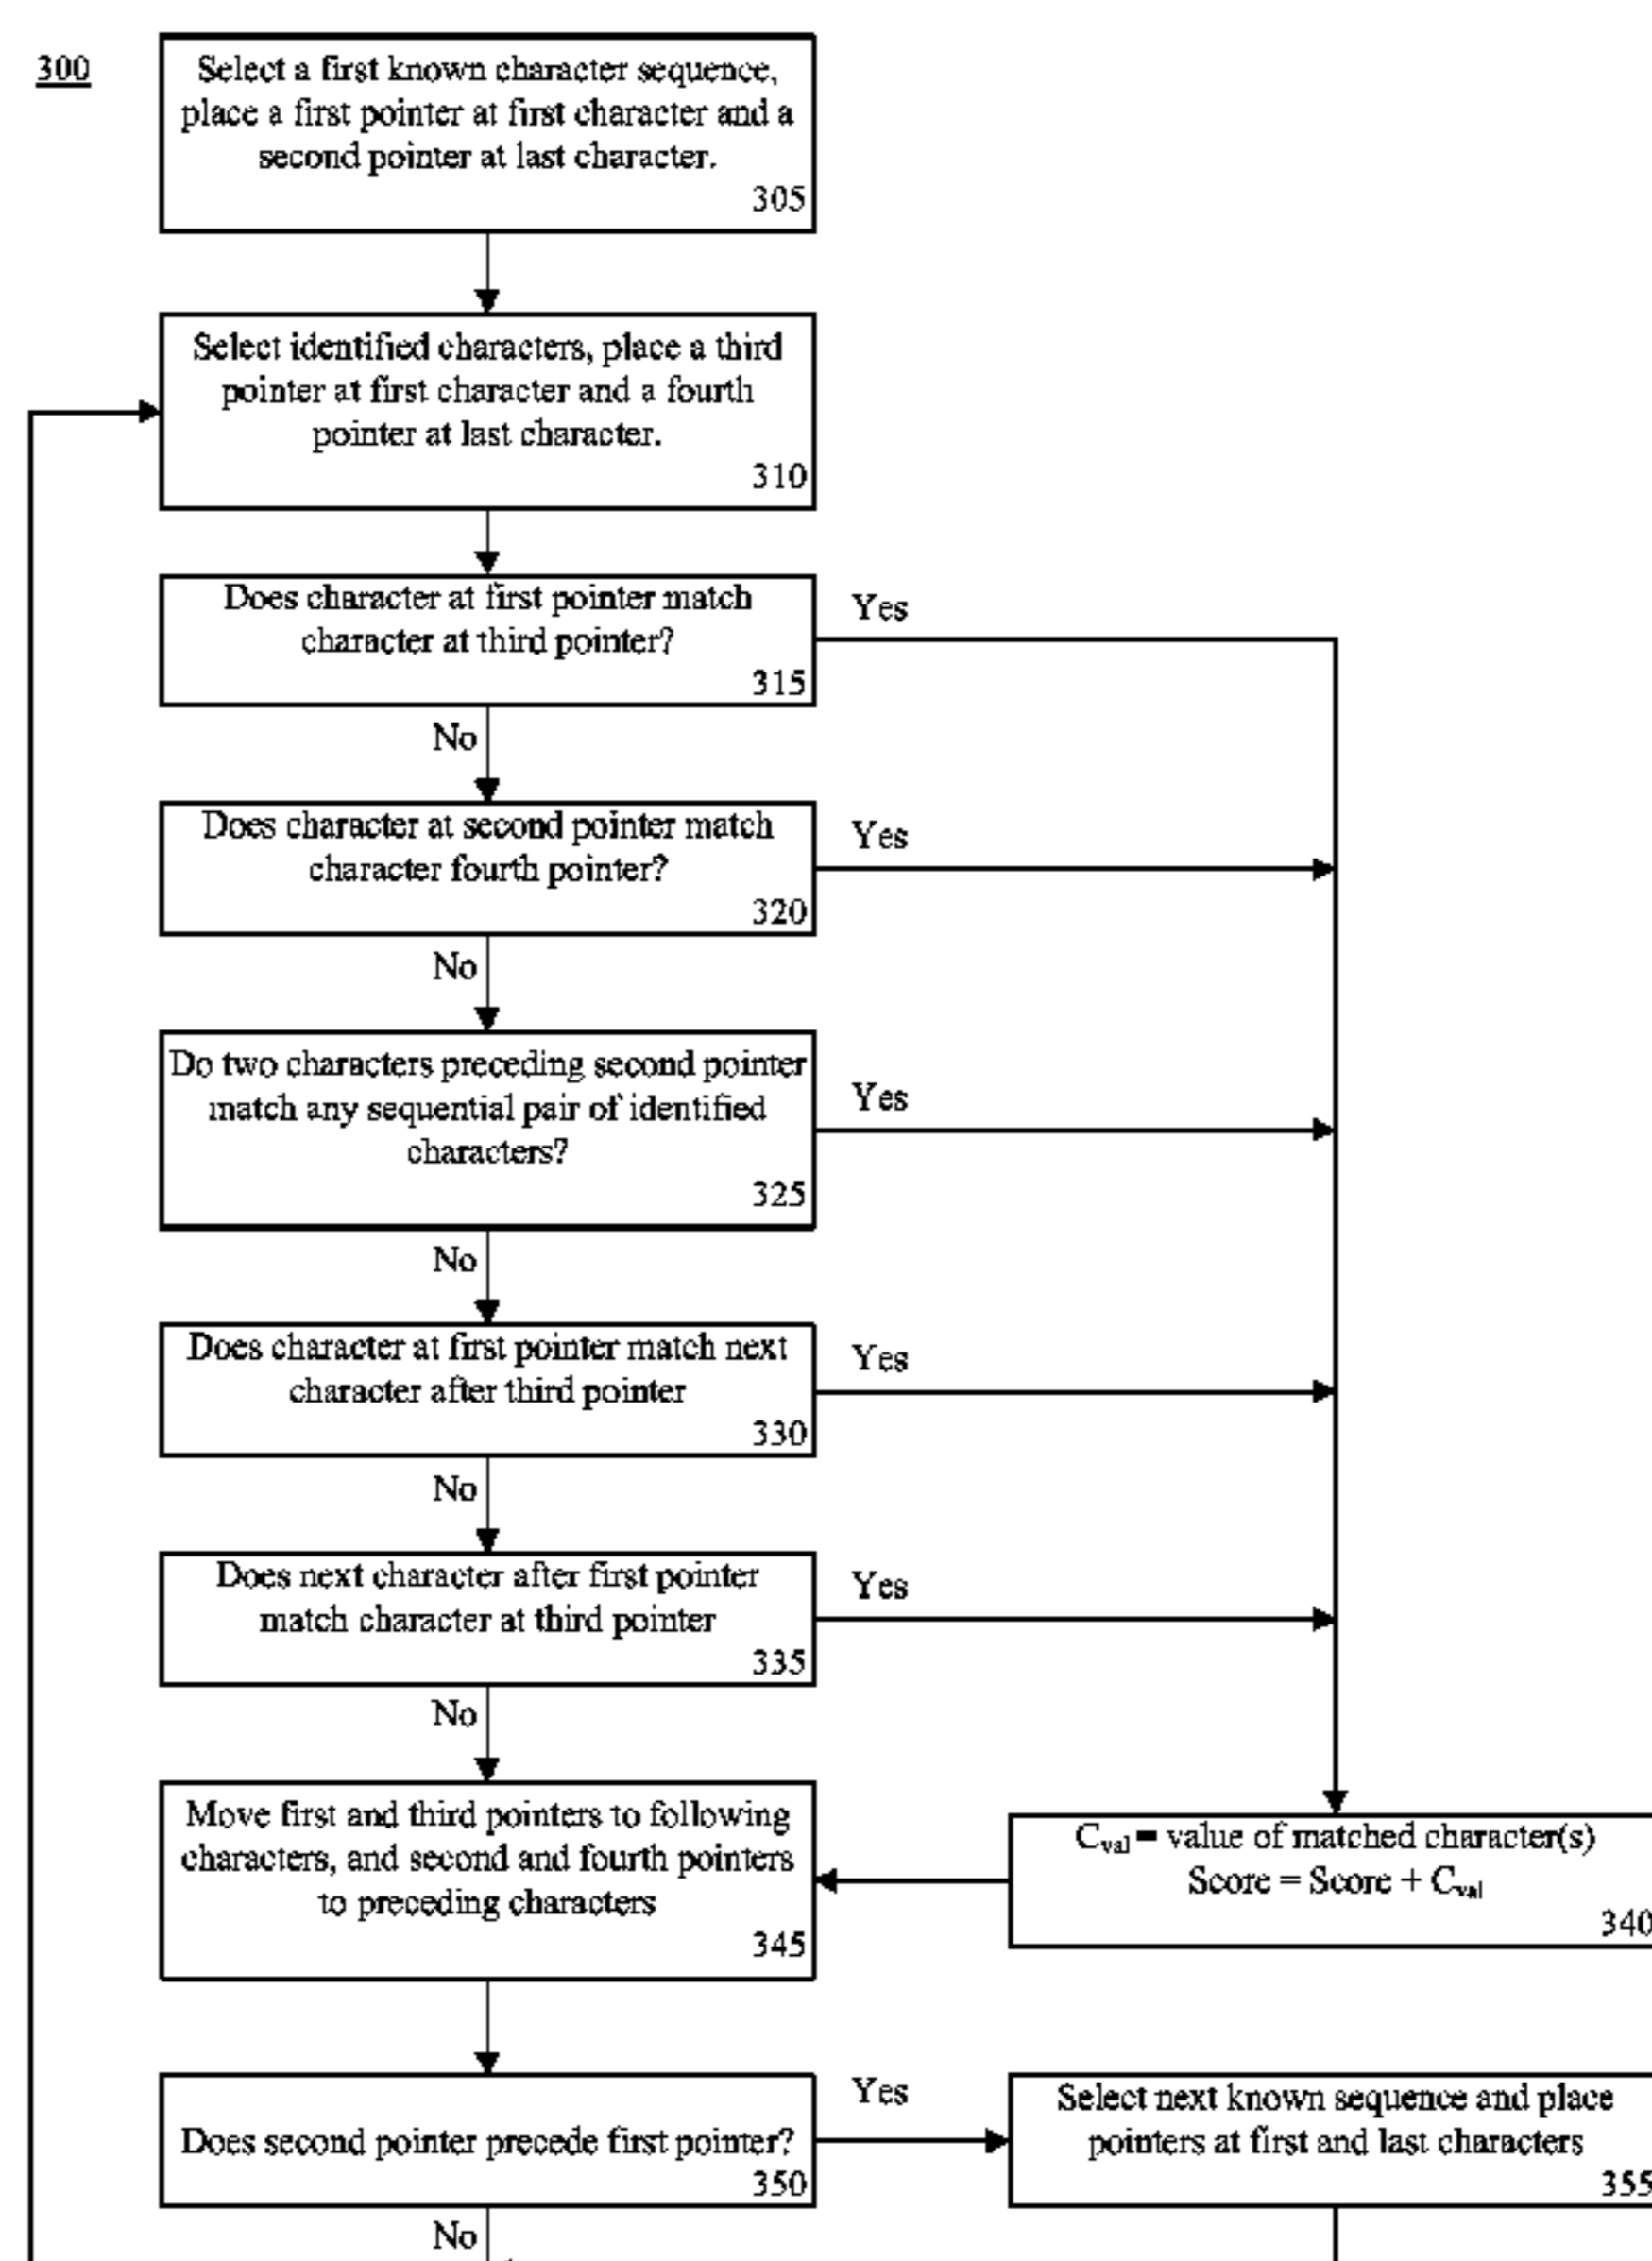 300
Select a first known character sequence,
place a first pointer at first character and a
second pointer at last character.
305
Select identified characters, place a third
pointer at first character and a fourth
pointer at last character.
310
Does character at first pointer match
character at third pointer?
315
Yes
No
Does character at second pointer match
character fourth pointer?
320
Yes
No
Do two characters preceding second pointer
match any sequential pair of identified
characters?
325
Yes
No
Does character at first pointer match next
character after third pointer
330
Yes
No
Does next character after first pointer
match character at third pointer
335
Yes
No
Move first and third pointers to following
characters, and second and fourth pointers
to preceding characters
345
Cval = value of matched character(s)
Score = Score + Cval
340
Does second pointer precede first pointer?
350
Yes
Select next known sequence and place
pointers at first and last characters
355
No